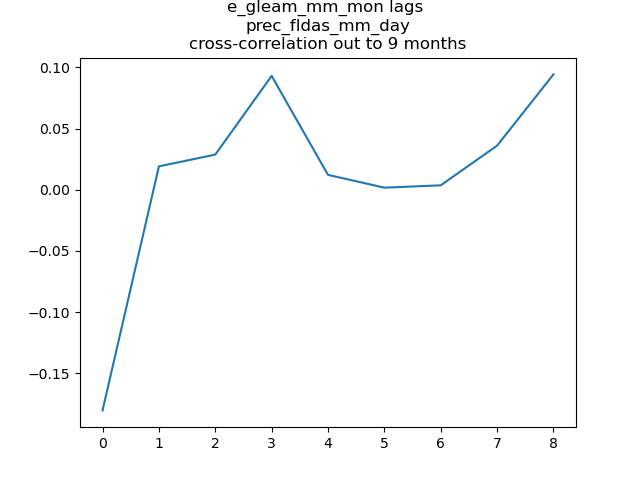 e_gleam_mm_mon lags
prec_fldas_mm_day
cross-correlation out to 9 months
0.10
0.05
0.00
−0.05
−0.10
−0.15
0 1 2 3 4 5 6 7 8